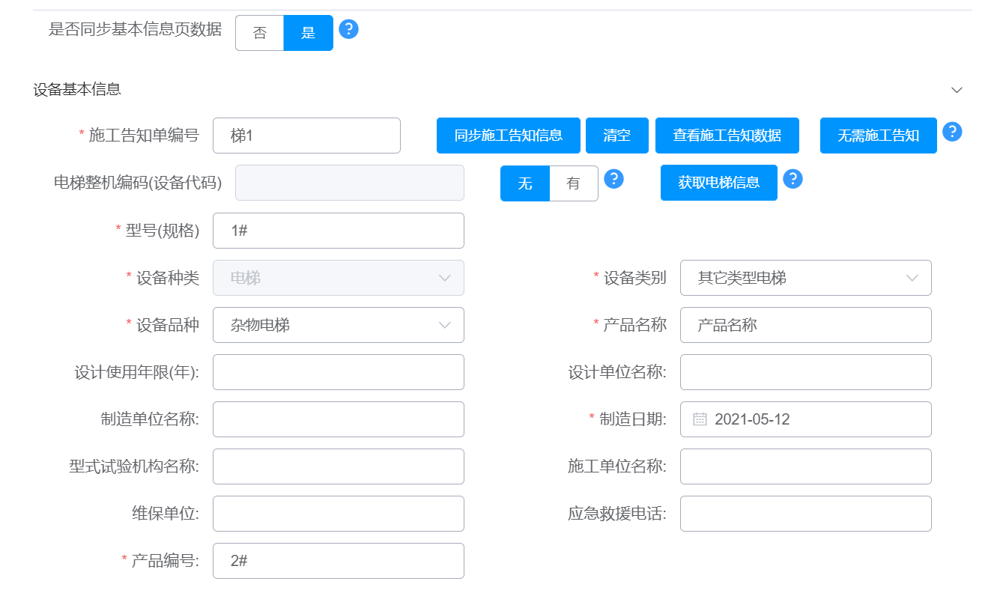 是否同步基本信息页数据 否 是 ?
设备基本信息
* 施工告知单编号 梯1 同步施工告知信息 清空 查看施工告知数据 无需施工告知 ?
电梯整机编码(设备代码) 无 有 ? 获取电梯信息 ?
* 型号(规格) 1#
* 设备种类 电梯 * 设备类别 其它类型电梯
* 设备品种 杂物电梯 * 产品名称 产品名称
设计使用年限(年): 设计单位名称:
制造单位名称: * 制造日期: 2021-05-12
型式试验机构名称: 施工单位名称:
维保单位: 应急救援电话:
* 产品编号: 2#